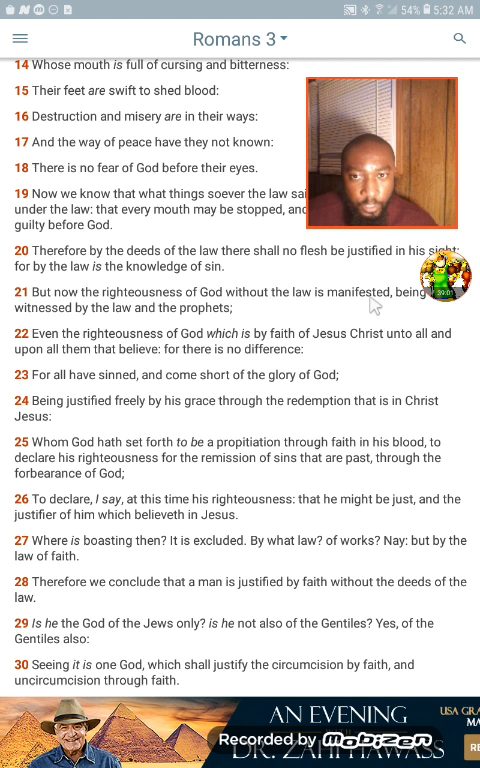 54% 5:32 AM
Romans 3
14 Whose mouth is full of cursing and bitterness:
15 Their feet are swift to shed blood:
16 Destruction and misery are in their ways:
17 And the way of peace have they not known:
18 There is no fear of God before their eyes.
19 Now we know that what things soever the law sai
under the law: that every mouth may be stopped, and
guilty before God.
20 Therefore by the deeds of the law there shall no flesh be justified in his sight:
for by the law is the knowledge of sin.
21 But now the righteousness of God without the law is manifested, being
witnessed by the law and the prophets;
22 Even the righteousness of God which is by faith of Jesus Christ unto all and
upon all them that believe: for there is no difference:
23 For all have sinned, and come short of the glory of God;
24 Being justified freely by his grace through the redemption that is in Christ
Jesus:
25 Whom God hath set forth to be a propitiation through faith in his blood, to
declare his righteousness for the remission of sins that are past, through the
forbearance of God;
26 To declare, I say, at this time his righteousness: that he might be just, and the
justifier of him which believeth in Jesus.
27 Where is boasting then? It is excluded. By what law? of works? Nay: but by the
law of faith.
28 Therefore we conclude that a man is justified by faith without the deeds of the
law.
29 Is he the God of the Jews only? is he not also of the Gentiles? Yes, of the
Gentiles also:
30 Seeing it is one God, which shall justify the circumcision by faith, and
uncircumcision through faith.
AN EVENING
USA GRA
MA
RE
Recorded by Mobizen
DR. ZAHI HAWASS